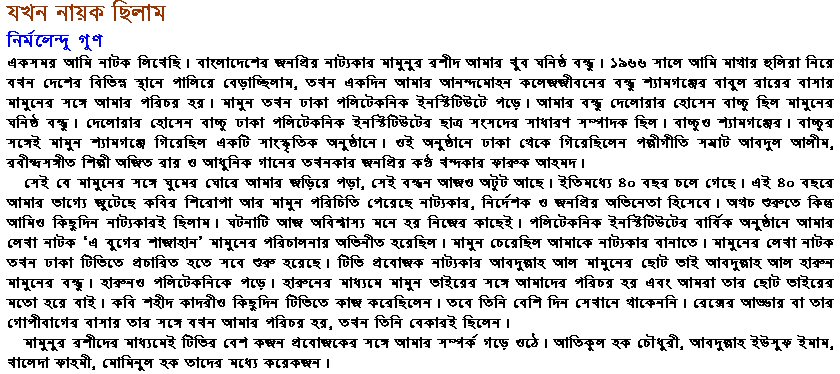 যখন নায়ক ছিলাম
নির্মলেন্দু গুণ
একসময় আমি নাটক লিখেছি। বাংলাদেশের জনপ্রিয় নাট্যকার মামুনুর রশীদ আমার খুব ঘনিষ্ঠ বন্ধু। ১৯৬৬ সালে আমি মাথায় হুলিয়া নিয়ে
যখন দেশের বিভিন্ন স্থানে পালিয়ে বেড়াচ্ছিলাম, তখন একদিন আমার আনন্দমোহন কলেজজীবনের বন্ধু শ্যামগঞ্জের বাবুল রায়ের বাসায়
মামুনের সঙ্গে আমার পরিচয় হয়। মামুন তখন ঢাকা পলিটেকনিক ইনস্টিটিউটে পড়ে। আমার বন্ধু দেলোয়ার হোসেন বাচ্চু ছিল মামুনের
ঘনিষ্ঠ বন্ধু। দেলোয়ার হোসেন বাচ্চু ঢাকা পলিটেকনিক ইনস্টিটিউটের ছাত্র সংসদের সাধারণ সম্পাদক ছিল। বাচ্চুও শ্যামগঞ্জের। বাচ্চুর
সঙ্গেই মামুন শ্যামগঞ্জে গিয়েছিল একটি সাংস্কৃতিক অনুষ্ঠানে। ওই অনুষ্ঠানে ঢাকা থেকে গিয়েছিলেন পল্লীগীতি সম্রাট আবদুল আলীম,
রবীন্দ্রসঙ্গীত শিল্পী অজিত রায় ও আধুনিক গানের তখনকার জনপ্রিয় কণ্ঠ খন্দকার ফারুক আহমদ।
সেই যে মামুনের সঙ্গে ঘুমের ঘোরে আমার জড়িয়ে পড়া, সেই বন্ধন আজও অটুট আছে। ইতিমধ্যে ৪০ বছর চলে গেছে। এই ৪০ বছরে
আমার ভাগ্যে জুটেছে কবির শিরোপা আর মামুন পরিচিতি পেয়েছে নাট্যকার, নির্দেশক ও জনপ্রিয় অভিনেতা হিসেবে। অথচ শুরুতে কিন্তু
আমিও কিছুদিন নাট্যকারই ছিলাম। ঘটনাটি আজ অবিশ্বাস্য মনে হয় নিজের কাছেই। পলিটেকনিক ইনস্টিটিউটের বার্ষিক অনুষ্ঠানে আমার
লেখা নাটক ‘এ যুগের শাজাহান’ মামুনের পরিচালনায় অভিনীত হয়েছিল। মামুন চেয়েছিল আমাকে নাট্যকার বানাতে। মামুনের লেখা নাটক
তখন ঢাকা টিভিতে প্রচারিত হতে সবে শুরু হয়েছে। টিভি প্রযোজক নাট্যকার আবদুল্লাহ আল মামুনের ছোট ভাই আবদুল্লাহ আল হারুন
মামুনের বন্ধু। হারুনও পলিটেকনিকে পড়ে। হারুনের মাধ্যমে মামুন ভাইয়ের সঙ্গে আমাদের পরিচয় হয় এবং আমরা তার ছোট ভাইয়ের
মতো হয়ে যাই। কবি শহীদ কাদরীও কিছুদিন টিভিতে কাজ করেছিলেন। তবে তিনি বেশি দিন সেখানে থাকেননি। রেক্সের আড্ডায় বা তার
গোপীবাগের বাসায় তার সঙ্গে যখন আমার পরিচয় হয়, তখন তিনি বেকারই ছিলেন।
মামুনুর রশীদের মাধ্যমেই টিভির বেশ কজন প্রযোজকের সঙ্গে আমার সম্পর্ক গড়ে ওঠে। আতিকুল হক চৌধুরী, আবদুল্লাহ ইউসুফ ইমাম,
খালেদা ফাহমী, মোমিনুল হক তাদের মধ্যে কয়েকজন।